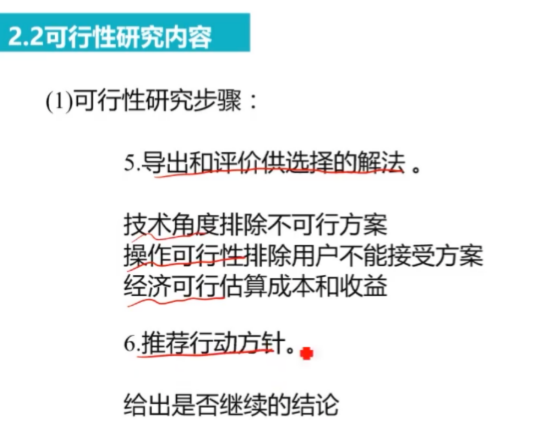 2.2可行性研究内容
(1)可行性研究步骤：
5.导出和评价供选择的解法。
技术角度排除不可行方案
操作可行性排除用户不能接受方案
经济可行估算成本和收益
6.推荐行动方针。
给出是否继续的结论